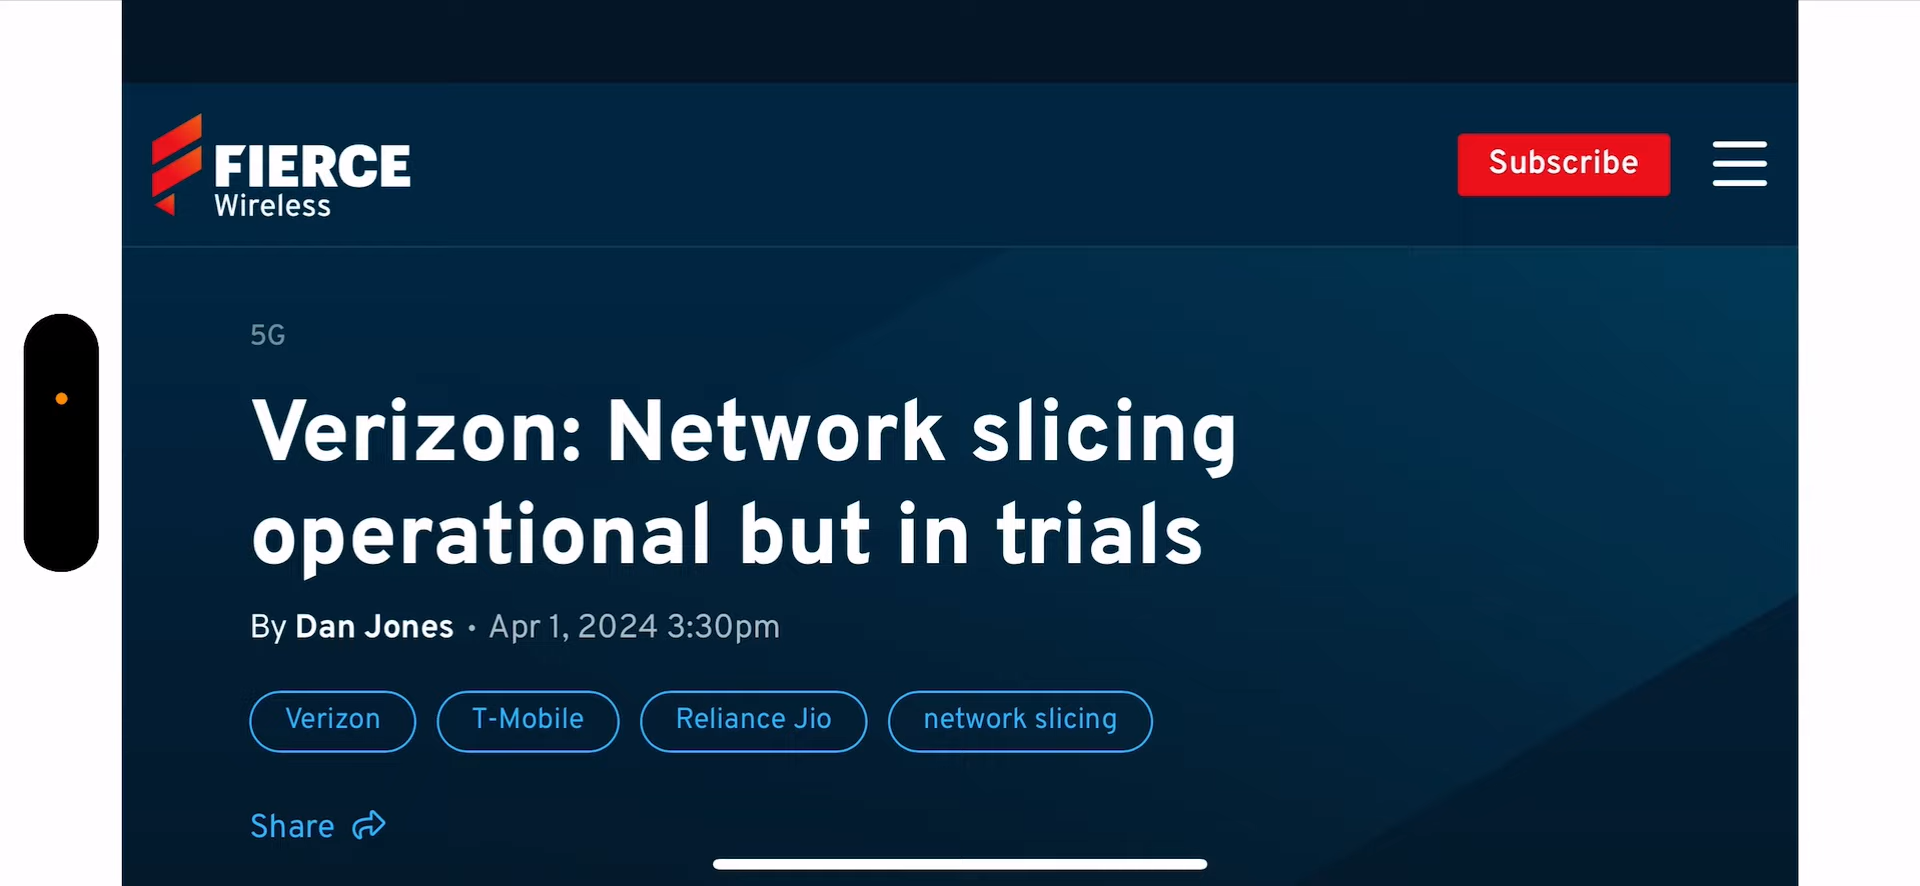 FIERCE
Wireless
Subscribe
5G
Verizon: Network slicing
operational but in trials
By Dan Jones • Apr 1, 2024 3:30pm
Verizon T-Mobile Reliance Jio network slicing
Share